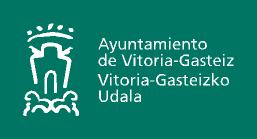 Ayuntamiento
de Vitoria-Gasteiz
Vitoria-Gasteizko
Udala